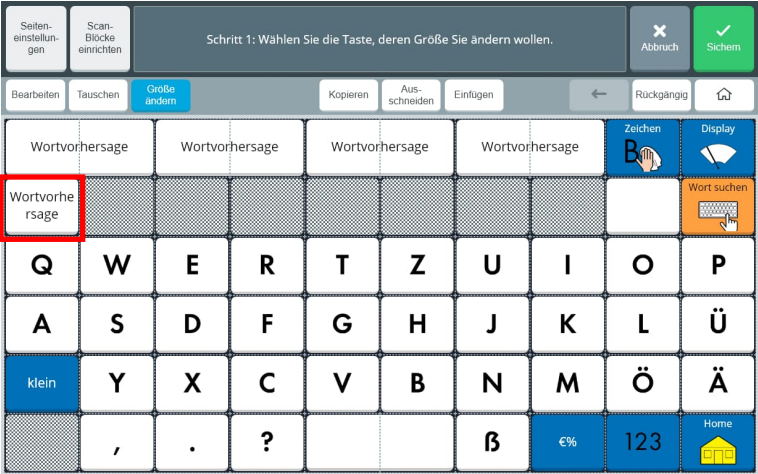 Seiten-
einstellun-
gen
Scan-
Blöcke
einrichten
Schritt 1: Wählen Sie die Taste, deren Größe Sie ändern wollen.
Abbruch
Sichern
Bearbeiten
Tauschen
Größe
ändern
Kopieren
Aus-
schneiden
Einfügen
Rückgängig
Wortvorhersage
Wortvorhersage
Wortvorhersage
Wortvorhersage
Zeichen
B
Display
Wortvorhe
rsage
Wort suchen
Q W E R T Z U I O P
A S D F G H J K L Ü
klein Y X C V B N M Ö Ä
, . ? ß €% 123
Home